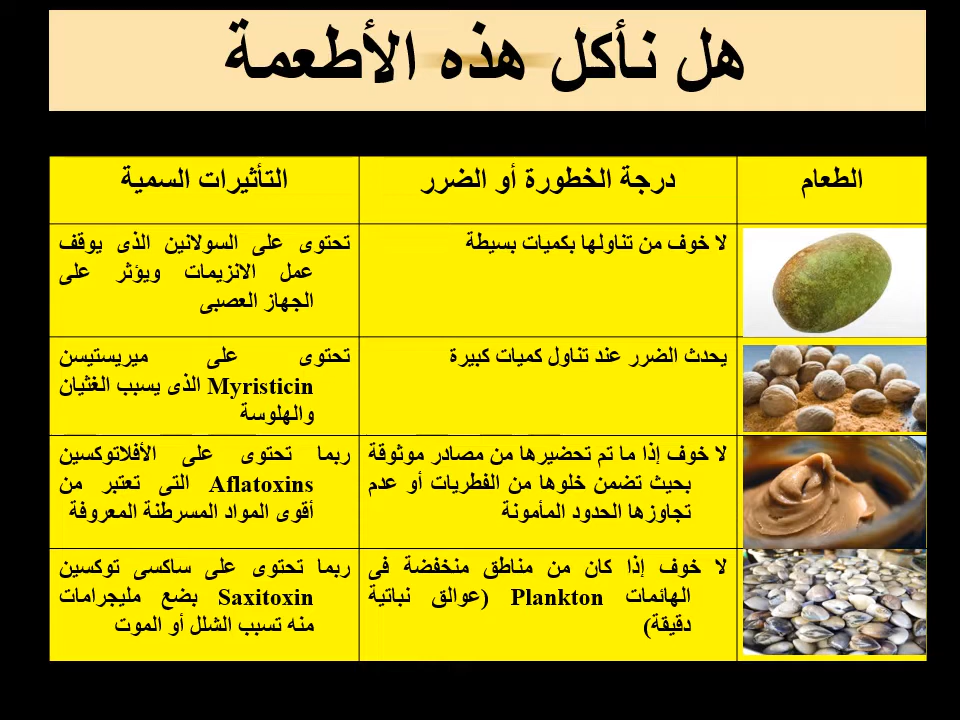 هل نأكل هذه الأطعمة
الطعام
درجة الخطورة أو الضرر
التأثيرات السمية
لا خوف من تناولها بكميات بسيطة
تحتوى على السولانين الذى يوقف
عمل الانزيمات ويؤثر على
الجهاز العصبى
يحدث الضرر عند تناول كميات كبيرة
تحتوى على ميريستيسن
Myristicin الذى يسبب الغثيان
والهلوسة
لا خوف إذا ما تم تحضيرها من مصادر موثوقة
بحيث تضمن خلوها من الفطريات أو عدم
تجاوزها الحدود المأمونة
ربما تحتوى على الأفلاتوكسين
Aflatoxins التى تعتبر من
أقوى المواد المسرطنة المعروفة
لا خوف إذا كان من مناطق منخفضة فى
الهائمات Plankton (عوالق نباتية
دقيقة)
ربما تحتوى على ساكسى توكسين
Saxitoxin بضع مليجرامات
منه تسبب الشلل أو الموت